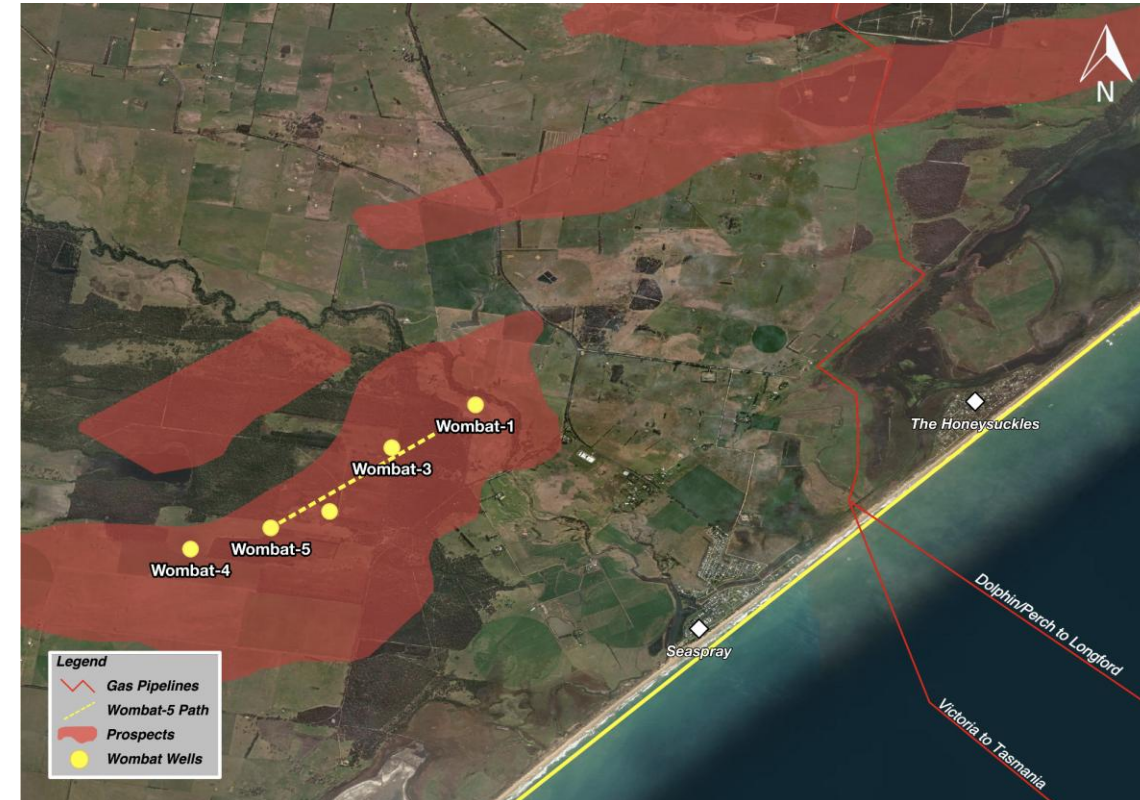 N
Wombat-1
The Honeysuckles
Wombat-3
Wombat-5
Wombat-4
Dolphin/Perch to Longford
Seaspray
Victoria to Tasmania
Legend
Gas Pipelines
Wombat-5 Path
Prospects
Wombat Wells